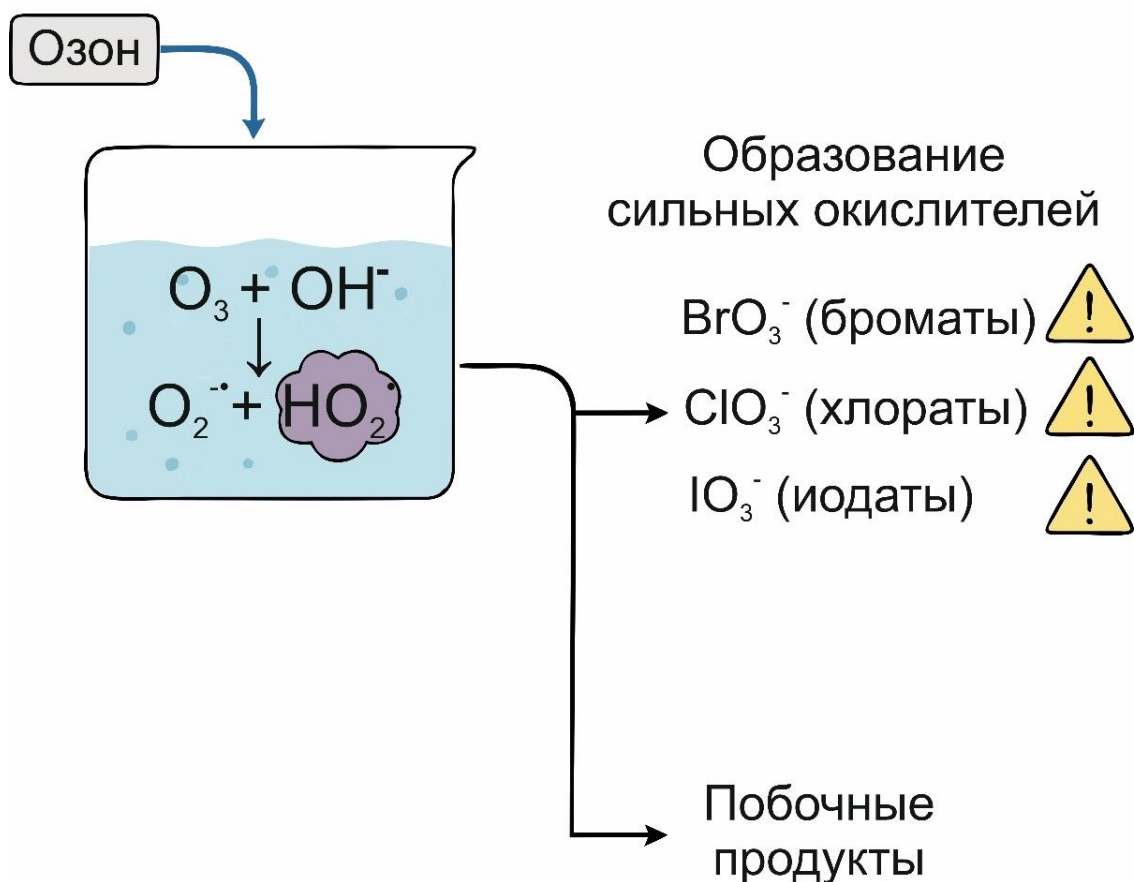 Озон
O₃ + OH⁻
O₂⁻• + HO₂•
Образование
сильных окислителей
BrO₃⁻ (броматы) !
ClO₃⁻ (хлораты) !
IO₃⁻ (иодаты) !
Побочные
продукты